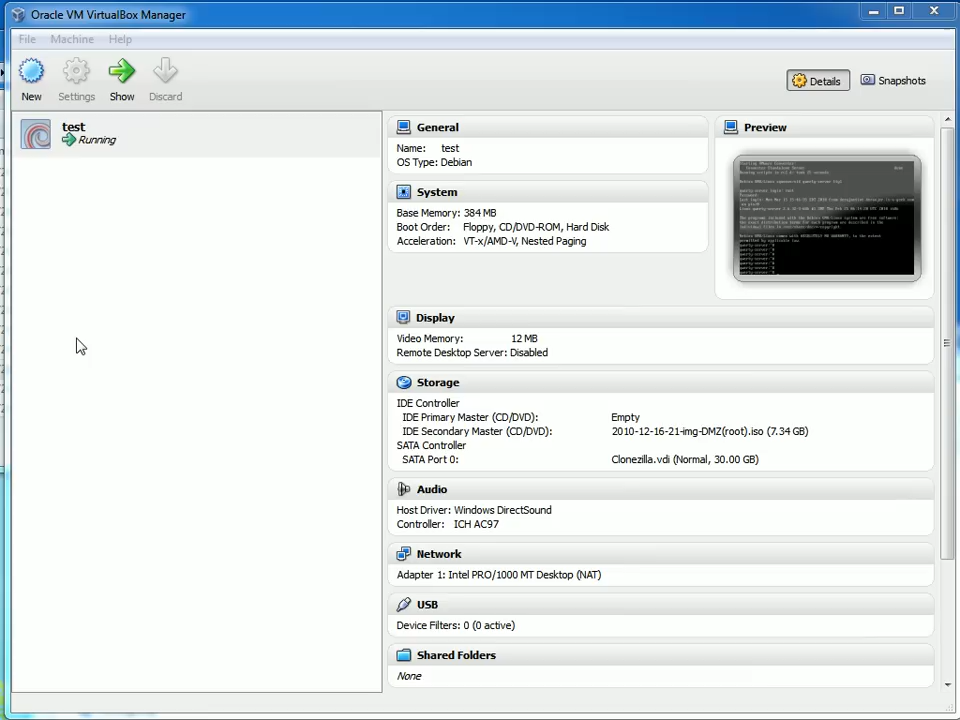 Oracle VM VirtualBox Manager
File Machine Help
New Settings Show Discard
Details Snapshots
test
Running
General
Name: test
OS Type: Debian
System
Base Memory: 384 MB
Boot Order: Floppy, CD/DVD-ROM, Hard Disk
Acceleration: VT-x/AMD-V, Nested Paging
Preview
Display
Video Memory: 12 MB
Remote Desktop Server: Disabled
Storage
IDE Controller
IDE Primary Master (CD/DVD): Empty
IDE Secondary Master (CD/DVD): 2010-12-16-21-img-DMZ(root).iso (7.34 GB)
SATA Controller
SATA Port 0: Clonezilla.vdi (Normal, 30.00 GB)
Audio
Host Driver: Windows DirectSound
Controller: ICH AC97
Network
Adapter 1: Intel PRO/1000 MT Desktop (NAT)
USB
Device Filters: 0 (0 active)
Shared Folders
None